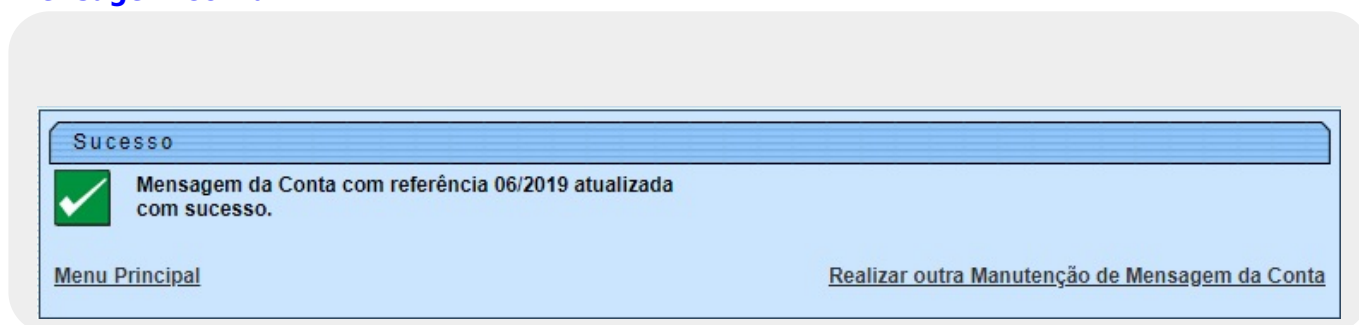 Sucesso
Mensagem da Conta com referência 06/2019 atualizada
com sucesso.
Menu Principal
Realizar outra Manutenção de Mensagem da Conta